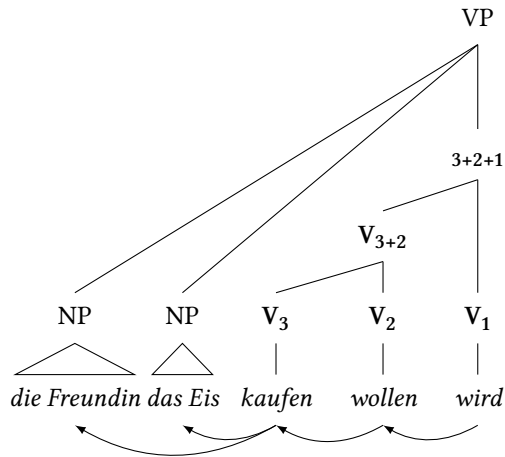 VP
3+2+1
V3+2
NP NP V3 V2 V1
die Freundin das Eis kaufen wollen wird